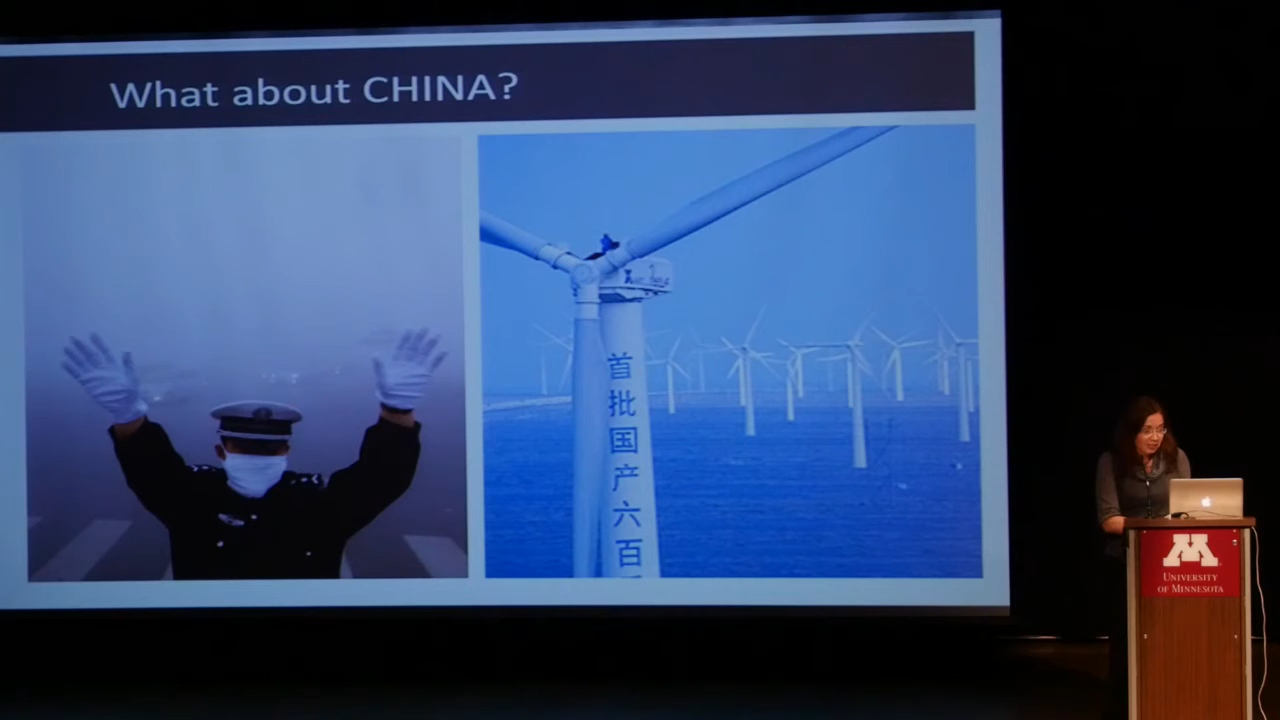 What about CHINA?
首
批
国
产
六
百
M
UNIVERSITY
OF MINNESOTA